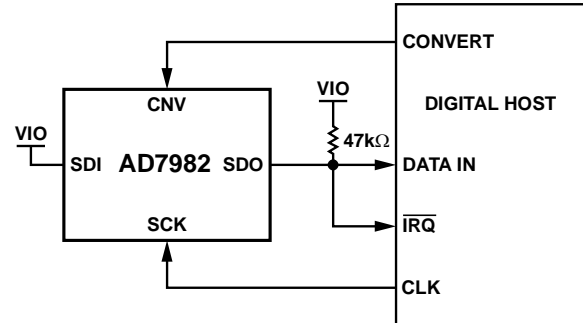 CONVERT
CNV
VIO
DIGITAL HOST
VIO
47kΩ
SDI
AD7982
SDO
DATA IN
SCK
IRQ
CLK